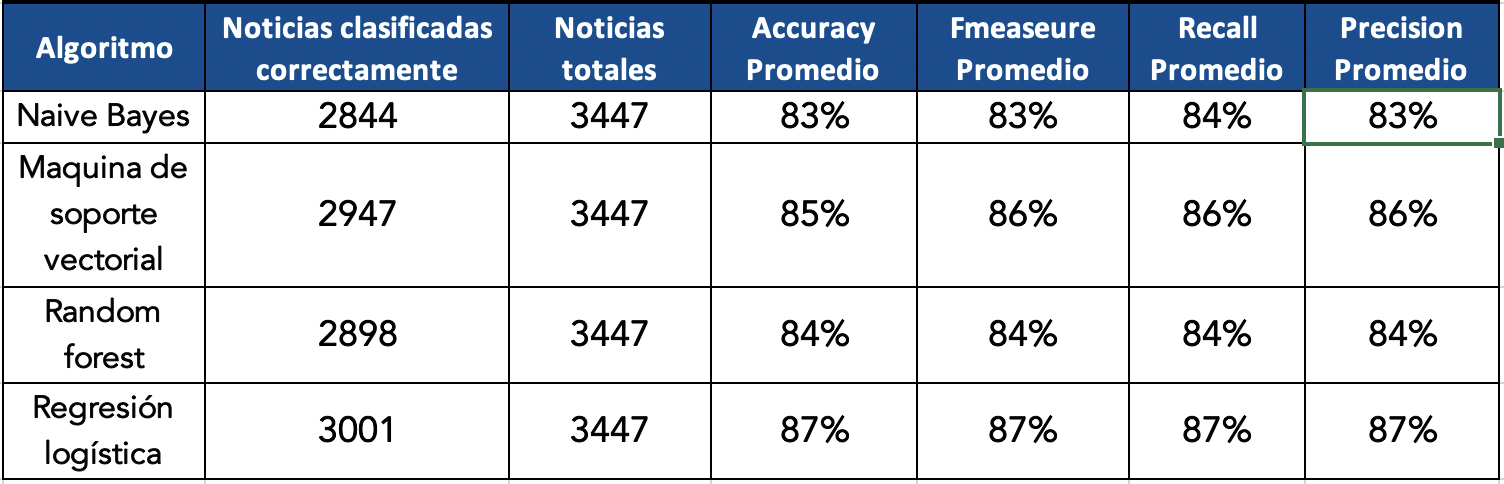 Algoritmo
Noticias clasificadas
correctamente
Noticias
totales
Accuracy
Promedio
Fmeaseure
Promedio
Recall
Promedio
Precision
Promedio
Naive Bayes
2844
3447
83%
83%
84%
83%
Maquina de
soporte
vectorial
2947
3447
85%
86%
86%
86%
Random
forest
2898
3447
84%
84%
84%
84%
Regresión
logística
3001
3447
87%
87%
87%
87%